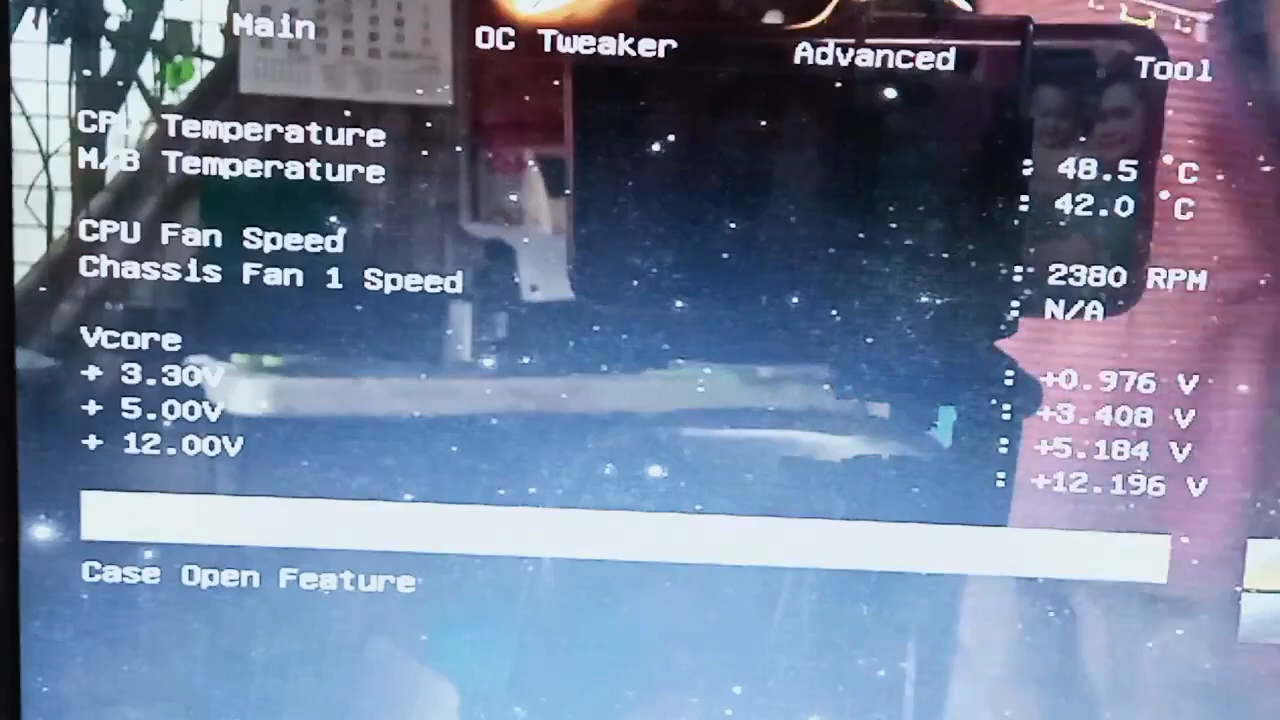 Main OC Tweaker Advanced Tool
CPU Temperature : 48.5 °C
M/B Temperature : 42.0 °C
CPU Fan Speed : 2380 RPM
Chassis Fan 1 Speed : N/A
Vcore : +0.976 V
+ 3.30V : +3.408 V
+ 5.00V : +5.184 V
+ 12.00V : +12.196 V
Case Open Feature